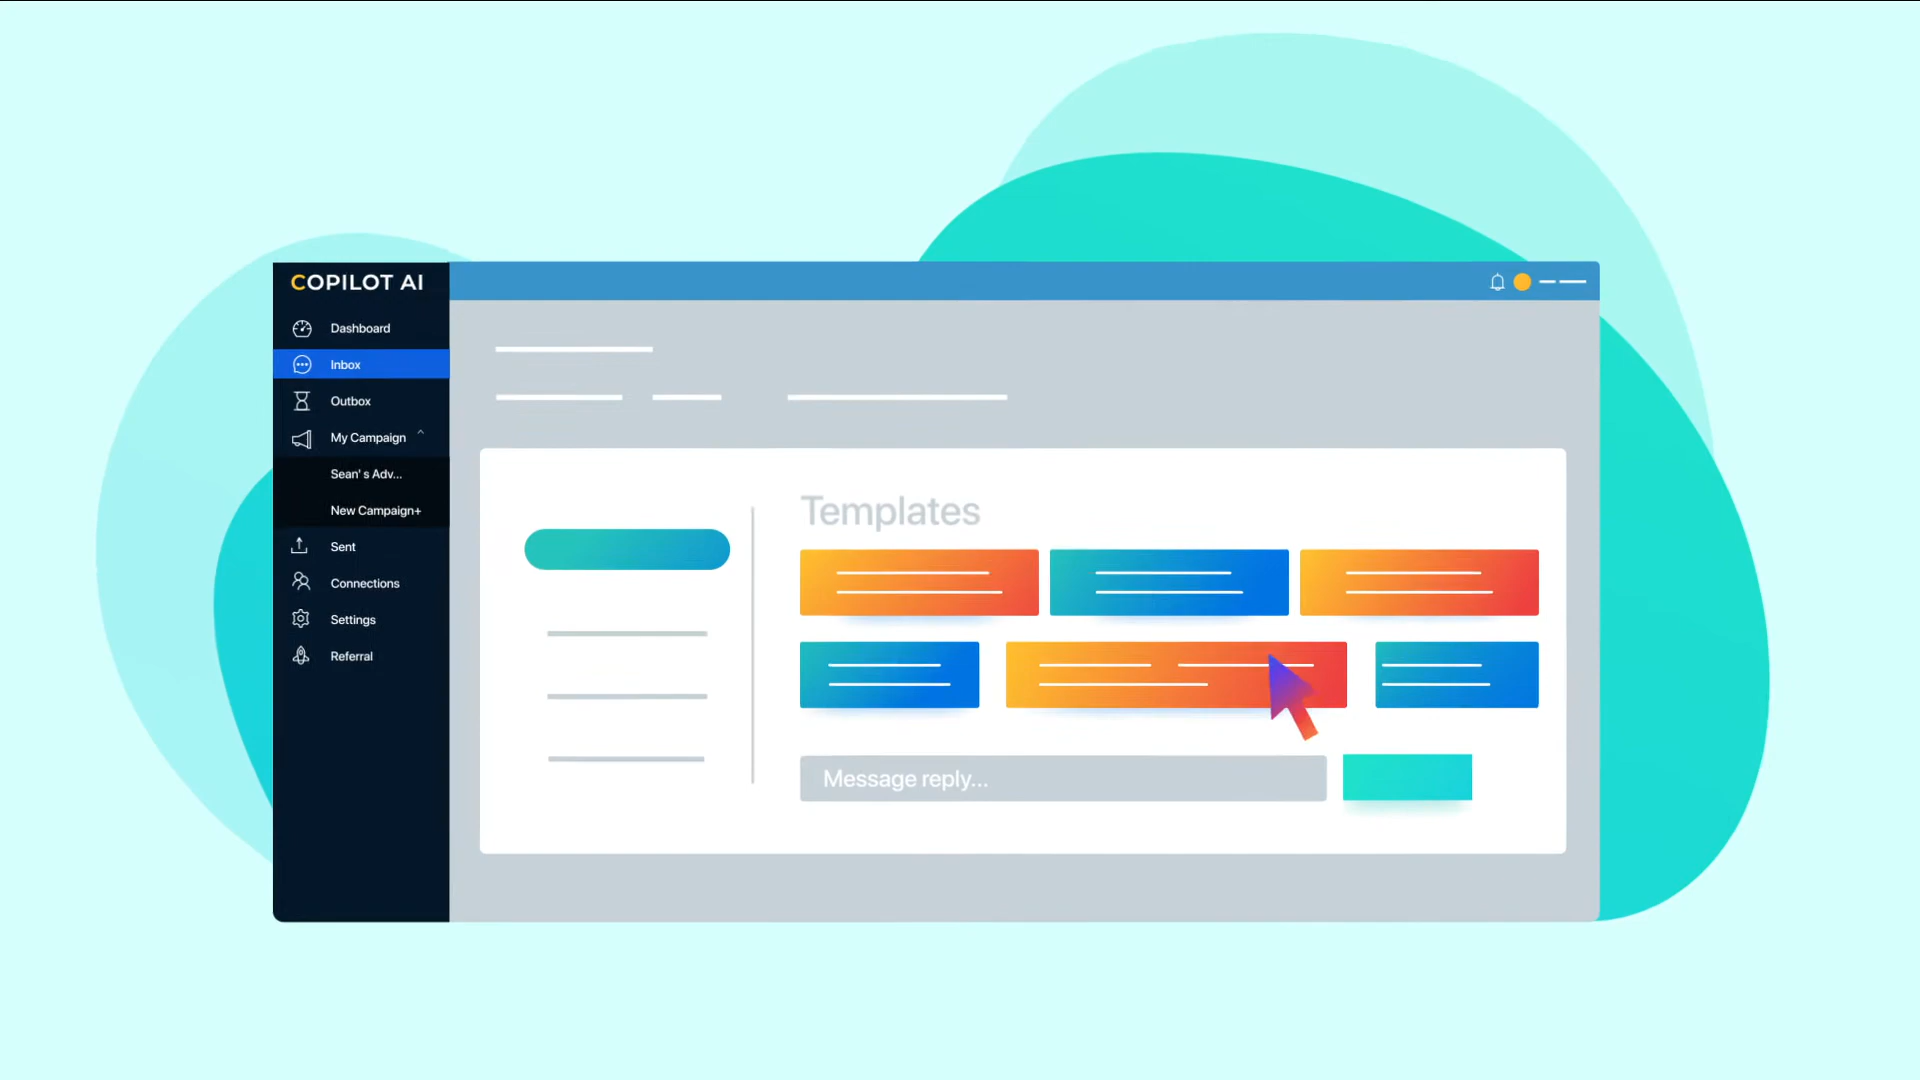 COPILOT AI
Dashboard
Inbox
Outbox
My Campaign
Sean' s Adv...
New Campaign+
Sent
Connections
Settings
Referral
Templates
Message reply...